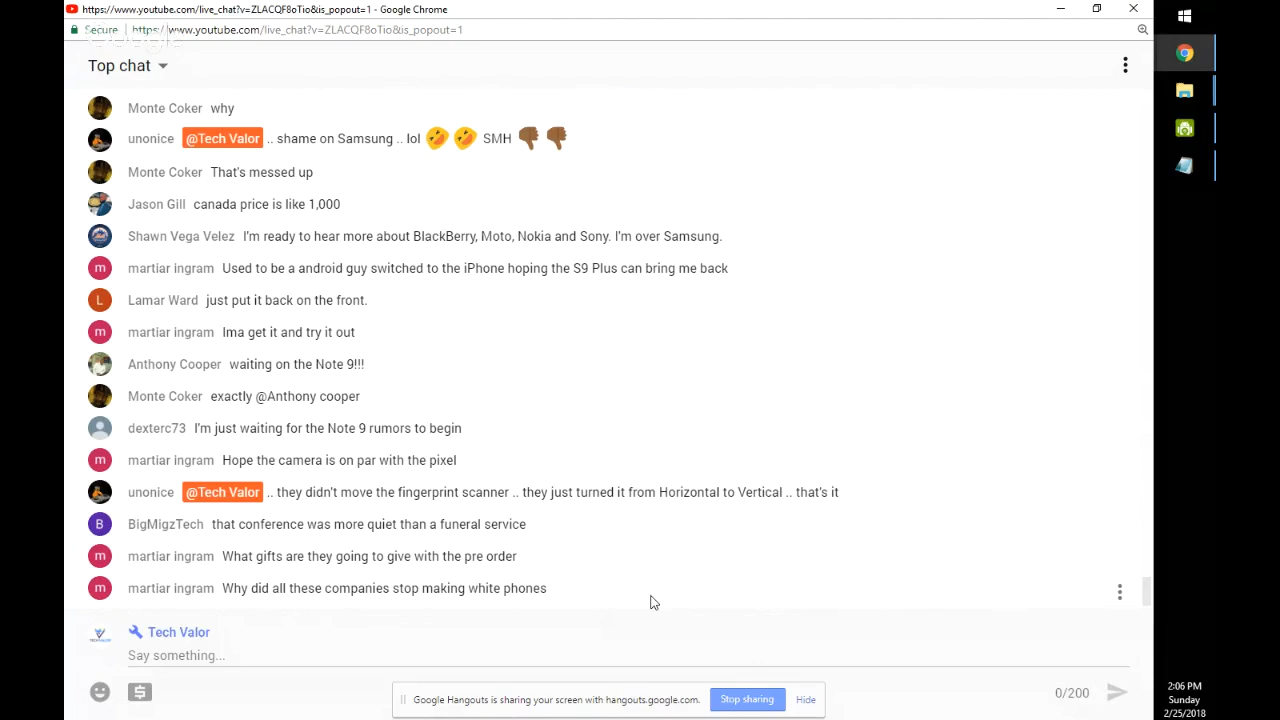 https://www.youtube.com/live_chat?v=ZLACQF8oTio&is_popout=1 - Google Chrome
Secure https://www.youtube.com/live_chat?v=ZLACQF8oTio&is_popout=1
Google
Top chat
Monte Coker why
unonice @Tech Valor .. shame on Samsung .. lol 🤣 🤣 SMH 👎🏾 👎🏾
Monte Coker That's messed up
Jason Gill canada price is like 1,000
Shawn Vega Velez I'm ready to hear more about BlackBerry, Moto, Nokia and Sony. I'm over Samsung.
m martiar ingram Used to be a android guy switched to the iPhone hoping the S9 Plus can bring me back
L Lamar Ward just put it back on the front.
m martiar ingram Ima get it and try it out
Anthony Cooper waiting on the Note 9!!!
Monte Coker exactly @Anthony cooper
dexterc73 I'm just waiting for the Note 9 rumors to begin
m martiar ingram Hope the camera is on par with the pixel
unonice @Tech Valor .. they didn't move the fingerprint scanner .. they just turned it from Horizontal to Vertical .. that's it
B BigMigzTech that conference was more quiet than a funeral service
m martiar ingram What gifts are they going to give with the pre order
m martiar ingram Why did all these companies stop making white phones
Tech Valor
Say something...
Google Hangouts is sharing your screen with hangouts.google.com. Stop sharing Hide
0/200
2:06 PM
Sunday
2/25/2018